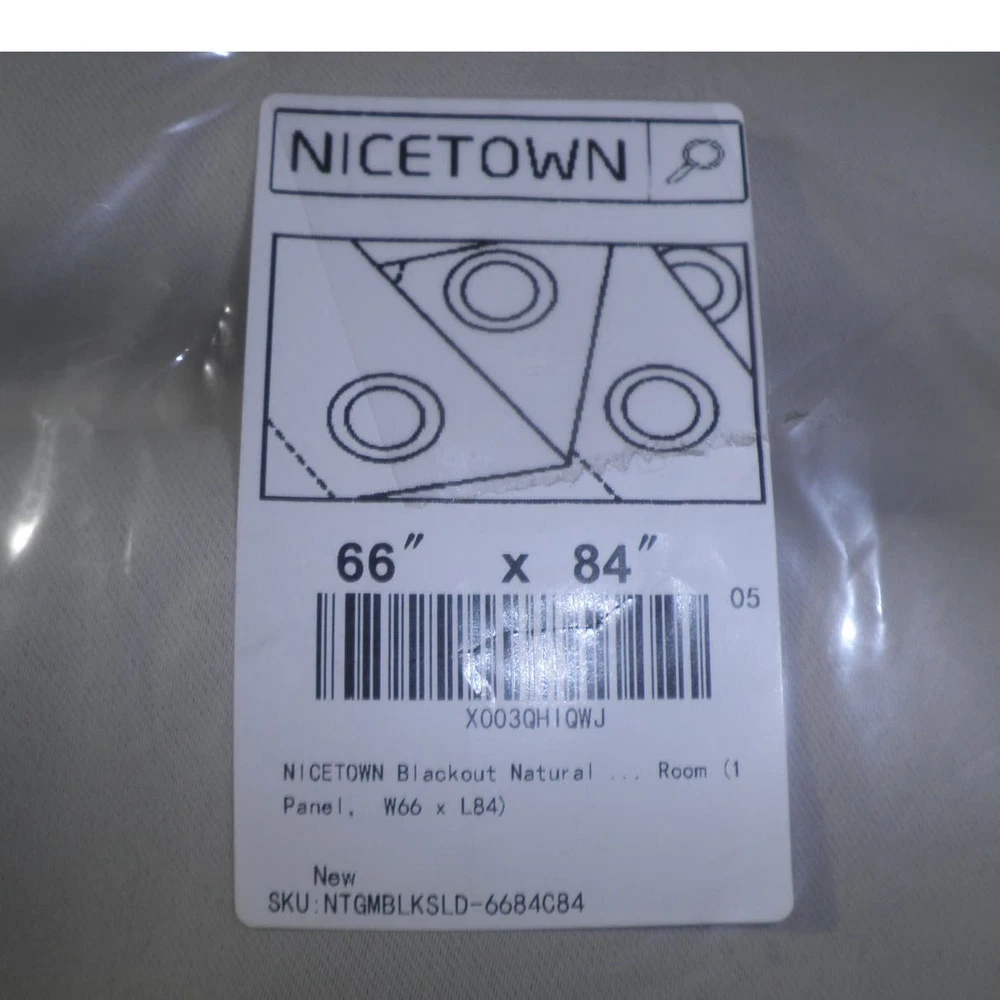 NICETOWN
66" x 84"
05
X003QHIQWJ
NICETOWN Blackout Natural ... Room (1
Panel, W66 x L84)
New
SKU:NTGMBLKSLD-6684C84